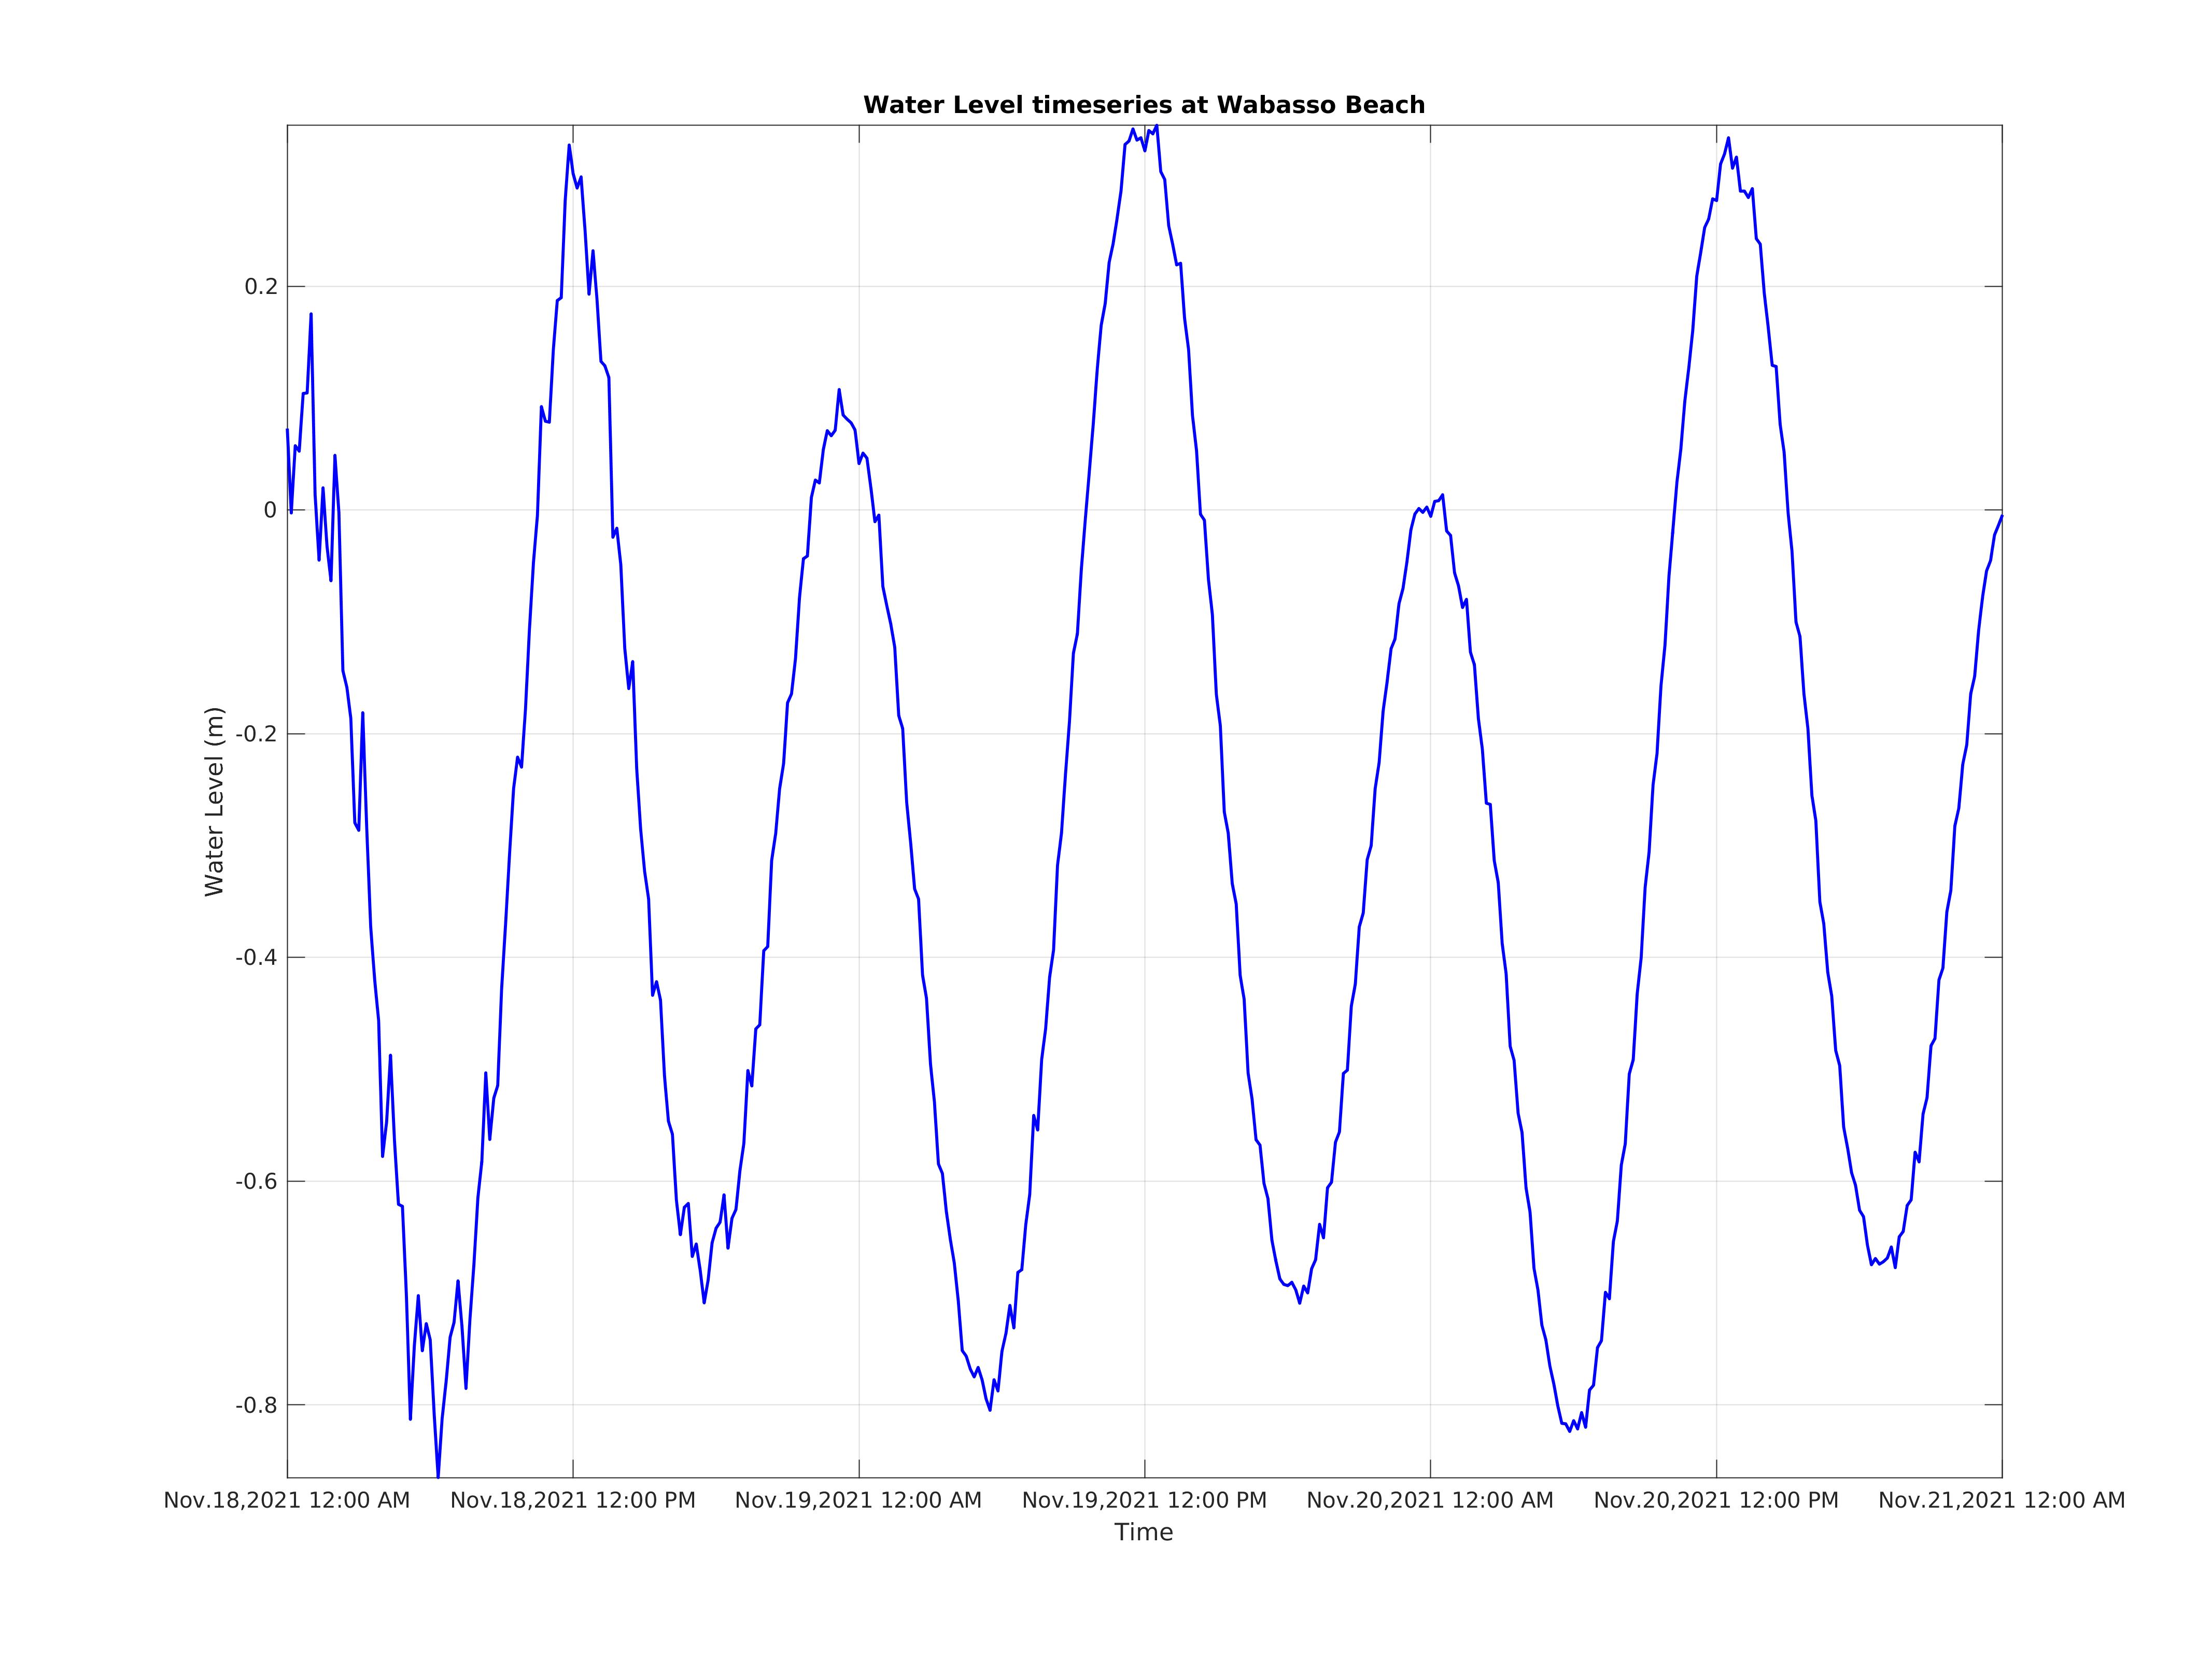 Water Level timeseries at Wabasso Beach
0.2
0
-0.2
-0.4
-0.6
-0.8
Water Level (m)
Nov.18,2021 12:00 AM Nov.18,2021 12:00 PM Nov.19,2021 12:00 AM Nov.19,2021 12:00 PM Nov.20,2021 12:00 AM Nov.20,2021 12:00 PM Nov.21,2021 12:00 AM
Time